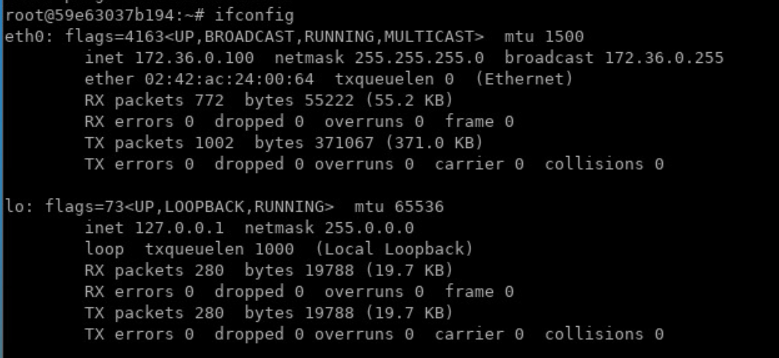 root@59e63037b194:~# ifconfig
eth0: flags=4163<UP,BROADCAST,RUNNING,MULTICAST>  mtu 1500
        inet 172.36.0.100  netmask 255.255.255.0  broadcast 172.36.0.255
        ether 02:42:ac:24:00:64  txqueuelen 0  (Ethernet)
        RX packets 772  bytes 55222 (55.2 KB)
        RX errors 0  dropped 0  overruns 0  frame 0
        TX packets 1002  bytes 371067 (371.0 KB)
        TX errors 0  dropped 0 overruns 0  carrier 0  collisions 0

lo: flags=73<UP,LOOPBACK,RUNNING>  mtu 65536
        inet 127.0.0.1  netmask 255.0.0.0
        loop  txqueuelen 1000  (Local Loopback)
        RX packets 280  bytes 19788 (19.7 KB)
        RX errors 0  dropped 0  overruns 0  frame 0
        TX packets 280  bytes 19788 (19.7 KB)
        TX errors 0  dropped 0 overruns 0  carrier 0  collisions 0